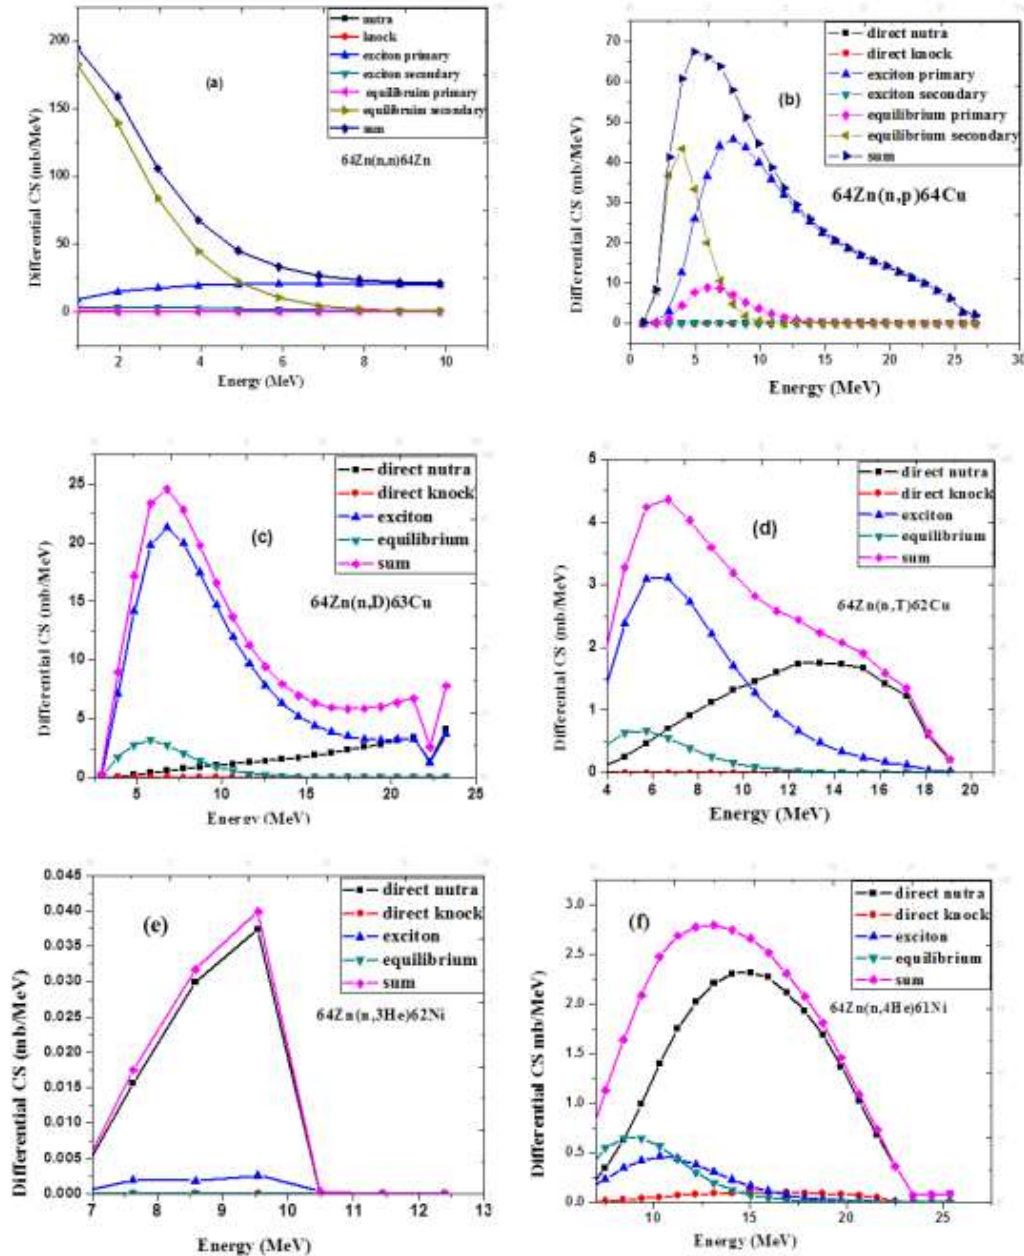 nutra
knock
exciton primary
exciton secondary
equilibruim primary
equilibruim secondary
sum
(a)
64Zn(n,n)64Zn
200
150
100
50
0
2
4
6
8
10
Differential CS (mb/MeV)
Energy (MeV)
direct nutra
direct knock
exciton primary
exciton secondary
equilibrium primary
equilibrium secondary
sum
(b)
64Zn(n,p)64Cu
70
60
50
40
30
20
10
0
0
5
10
15
20
25
30
Differential CS (mb/MeV)
Energy (MeV)
direct nutra
direct knock
exciton
equilibrium
sum
(c)
64Zn(n,D)63Cu
25
20
15
10
5
0
5
10
15
20
25
Differential CS (mb/MeV)
Energy (MeV)
direct nutra
direct knock
exciton
equilibrium
sum
(d)
64Zn(n,T)62Cu
5
4
3
2
1
0
4
6
8
10
12
14
16
18
20
Differential CS (mb/MeV)
Energy (MeV)
direct nutra
direct knock
exciton
equilibrium
sum
(e)
64Zn(n,3He)62Ni
0.045
0.040
0.035
0.030
0.025
0.020
0.015
0.010
0.005
0.000
7
8
9
10
11
12
13
Differential CS (mb/MeV)
Energy (MeV)
direct nutra
direct knock
exciton
equilibrium
sum
(f)
64Zn(n,4He)61Ni
3.0
2.5
2.0
1.5
1.0
0.5
0.0
10
15
20
25
Differential CS mb/MeV)
Energy (MeV)